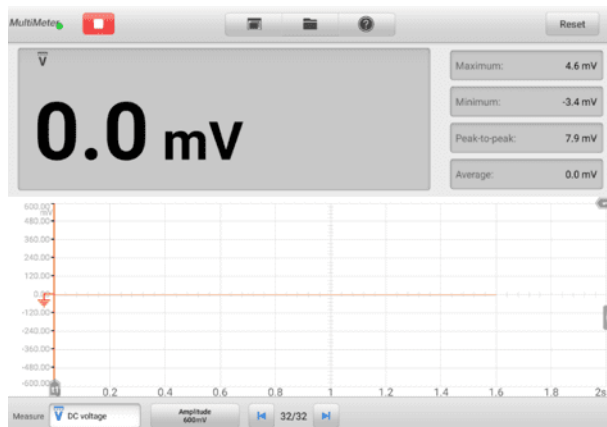 MultiMeter
Reset
V
0.0 mV
Maximum: 4.6 mV
Minimum: -3.4 mV
Peak-to-peak: 7.9 mV
Average: 0.0 mV
600.00
mV
480.00
360.00
240.00
120.00
0.00
-120.00
-240.00
-360.00
-480.00
-600.00
0.2 0.4 0.6 0.8 1 1.2 1.4 1.6 1.8 2s
Measure V DC voltage Amplitude 600mV 32/32